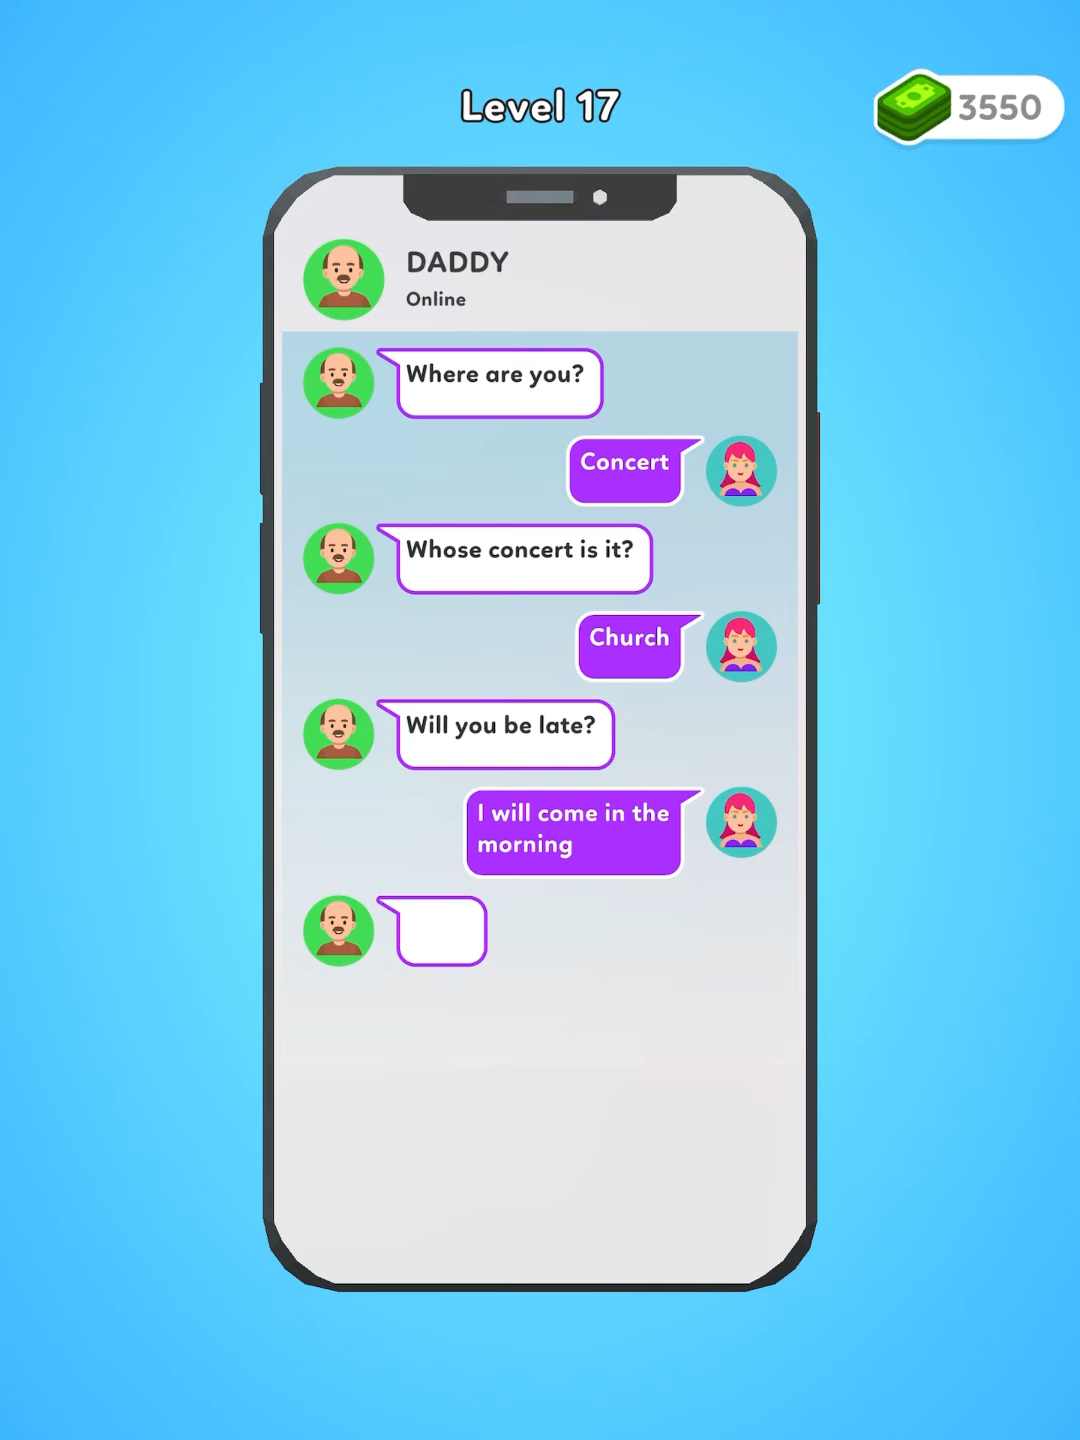 Level 17
3550
DADDY
Online
Where are you?
Concert
Whose concert is it?
Church
Will you be late?
I will come in the
morning